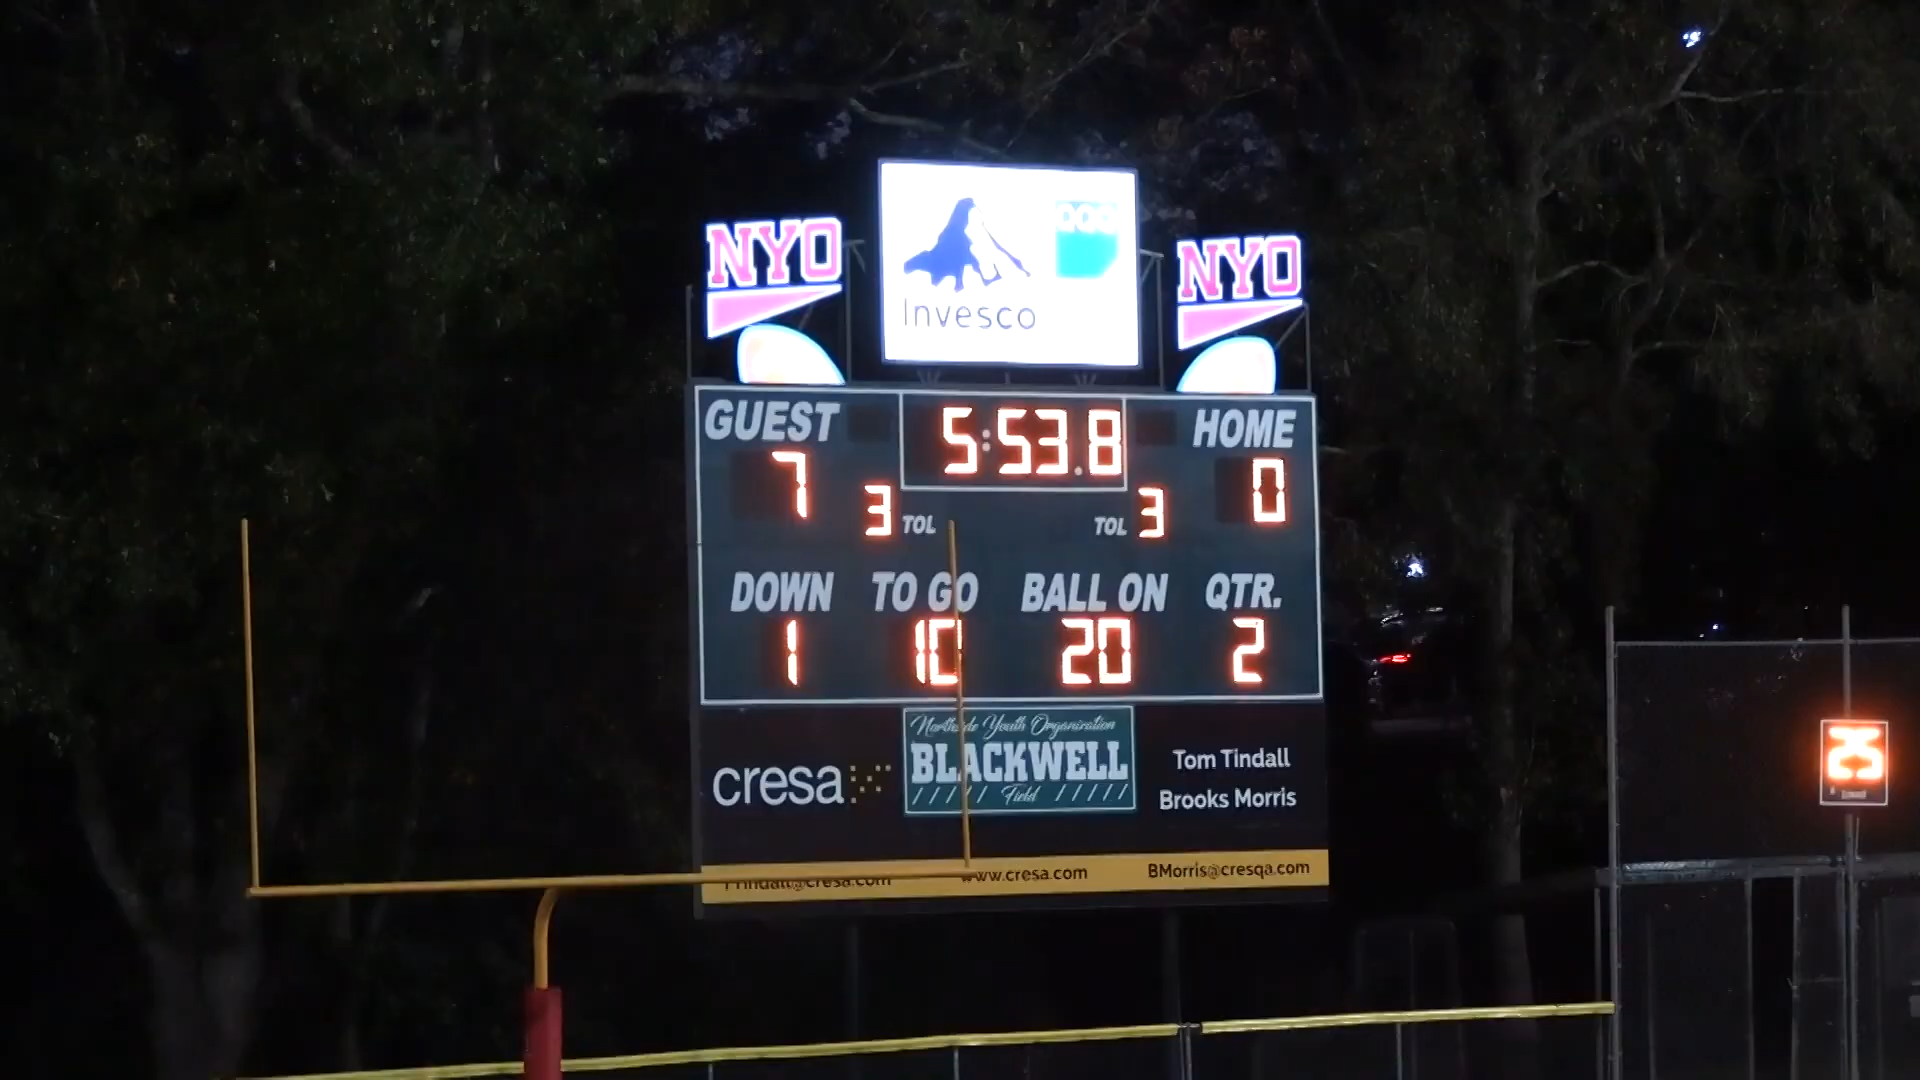 NYO
Invesco
QQQ
NYO
GUEST 5:53.8 HOME
7 3 TOL TOL 3 0
DOWN TO GO BALL ON QTR.
1 10 20 2
Northside Youth Organization
BLACKWELL
Field
cresa
Tom Tindall
Brooks Morris
www.cresa.com BMorris@cresqa.com
25